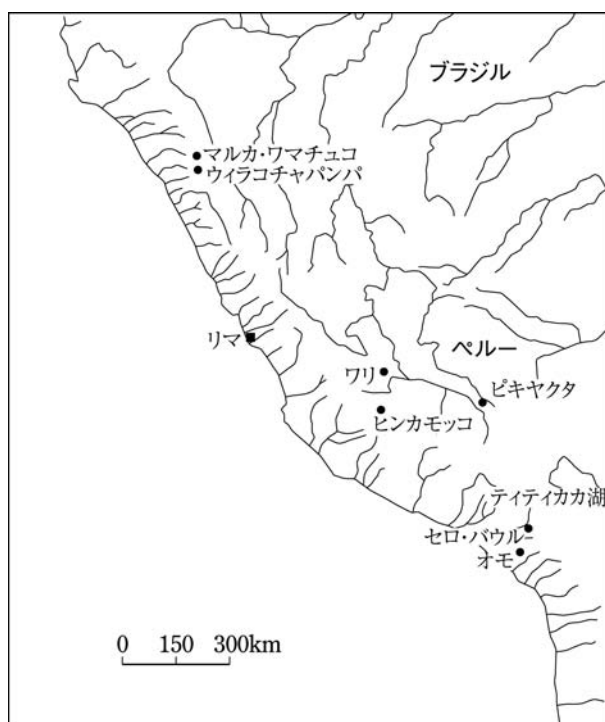 ブラジル
マルカ・ワマチュコ
ウィラコチャパンパ
リマ
ペルー
ワリ
ピキヤクタ
ヒンカモッコ
ティティカカ湖
セロ・バウル
オモ
0 150 300km